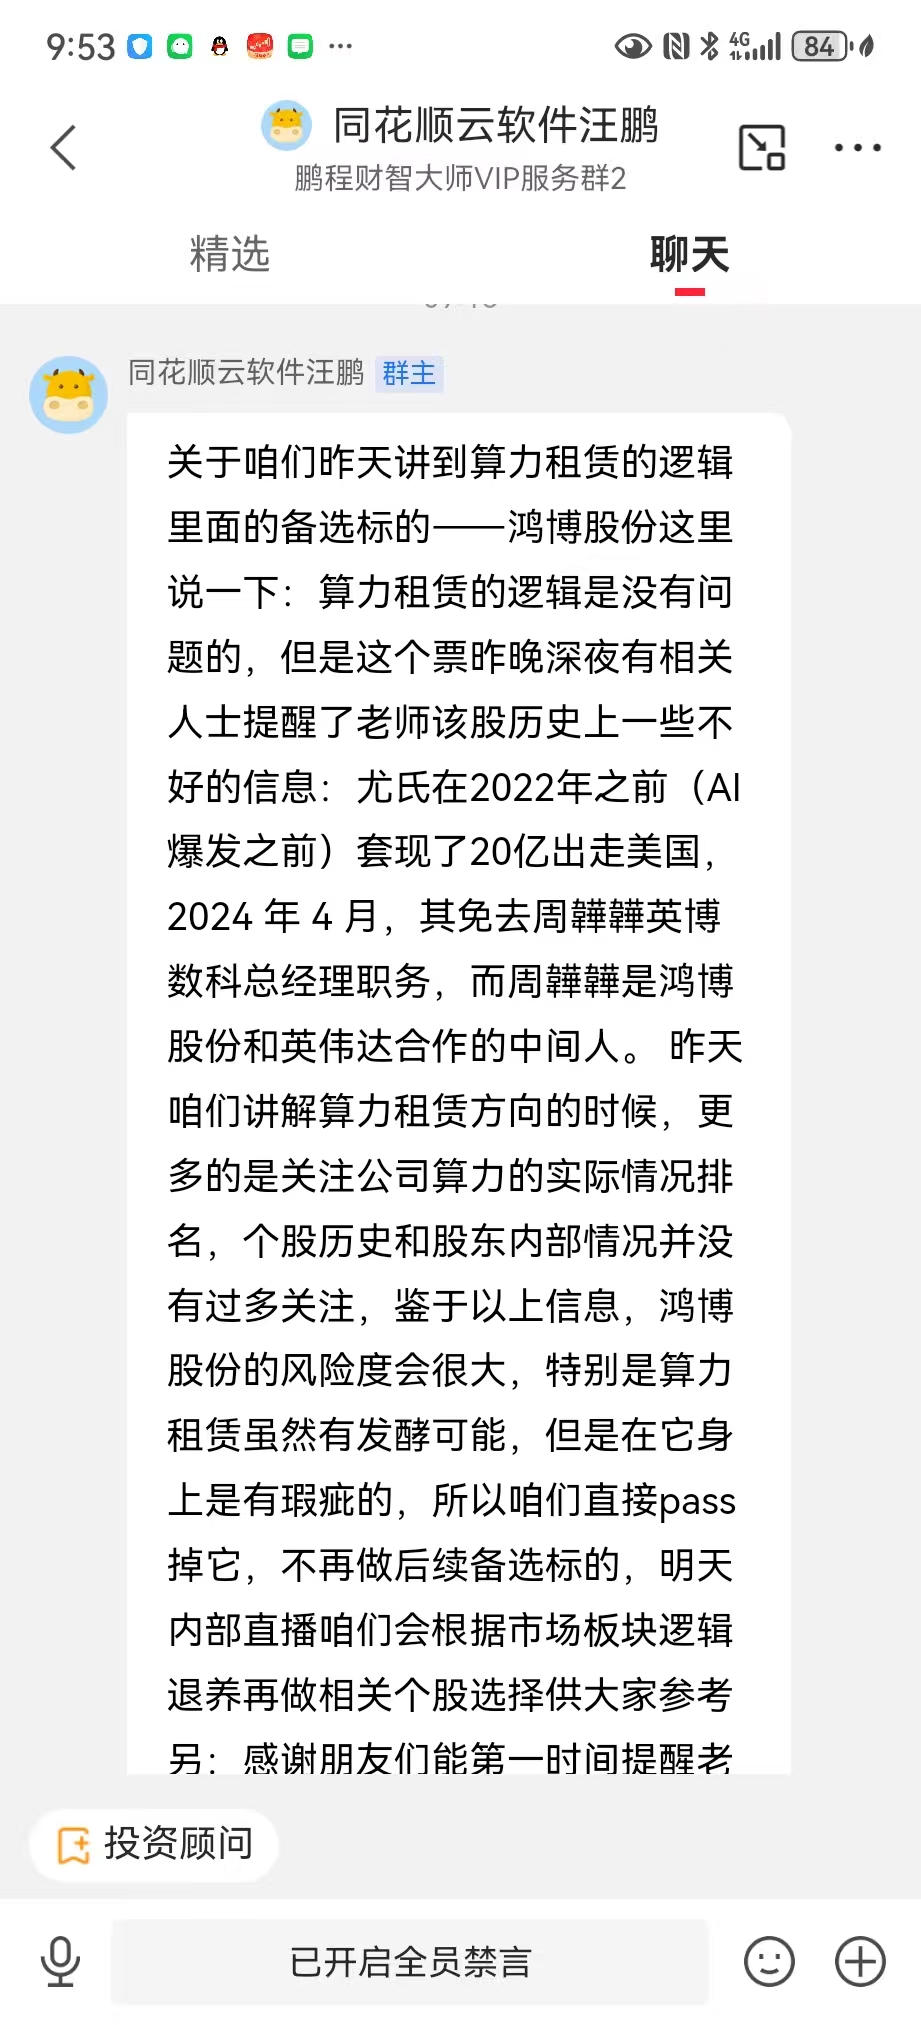 9:53
4G
84
同花顺云软件汪鹏
鹏程财智大师VIP服务群2
精选
聊天
同花顺云软件汪鹏 群主
关于咱们昨天讲到算力租赁的逻辑
里面的备选标的——鸿博股份这里
说一下：算力租赁的逻辑是没有问
题的，但是这个票昨晚深夜有相关
人士提醒了老师该股历史上一些不
好的信息：尤氏在2022年之前（AI
爆发之前）套现了20亿出走美国，
2024 年 4 月，其免去周韡韡英博
数科总经理职务，而周韡韡是鸿博
股份和英伟达合作的中间人。 昨天
咱们讲解算力租赁方向的时候，更
多的是关注公司算力的实际情况排
名，个股历史和股东内部情况并没
有过多关注，鉴于以上信息，鸿博
股份的风险度会很大，特别是算力
租赁虽然有发酵可能，但是在它身
上是有瑕疵的，所以咱们直接pass
掉它，不再做后续备选标的，明天
内部直播咱们会根据市场板块逻辑
退养再做相关个股选择供大家参考
另：感谢朋友们能第一时间提醒老
投资顾问
已开启全员禁言